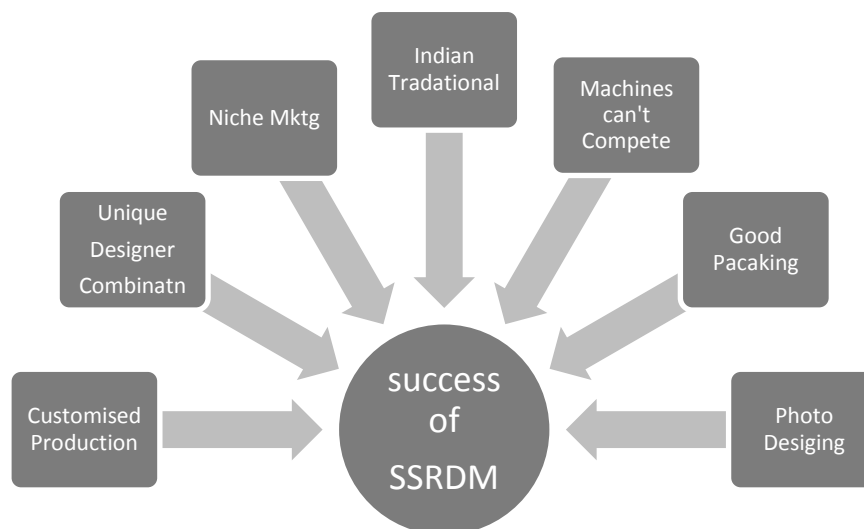 Indian
Tradational
Niche Mktg
Machines
can't
Compete
Unique
Designer
Combinatn
Good
Pacaking
Customised
Production
success
of
SSRDM
Photo
Desiging